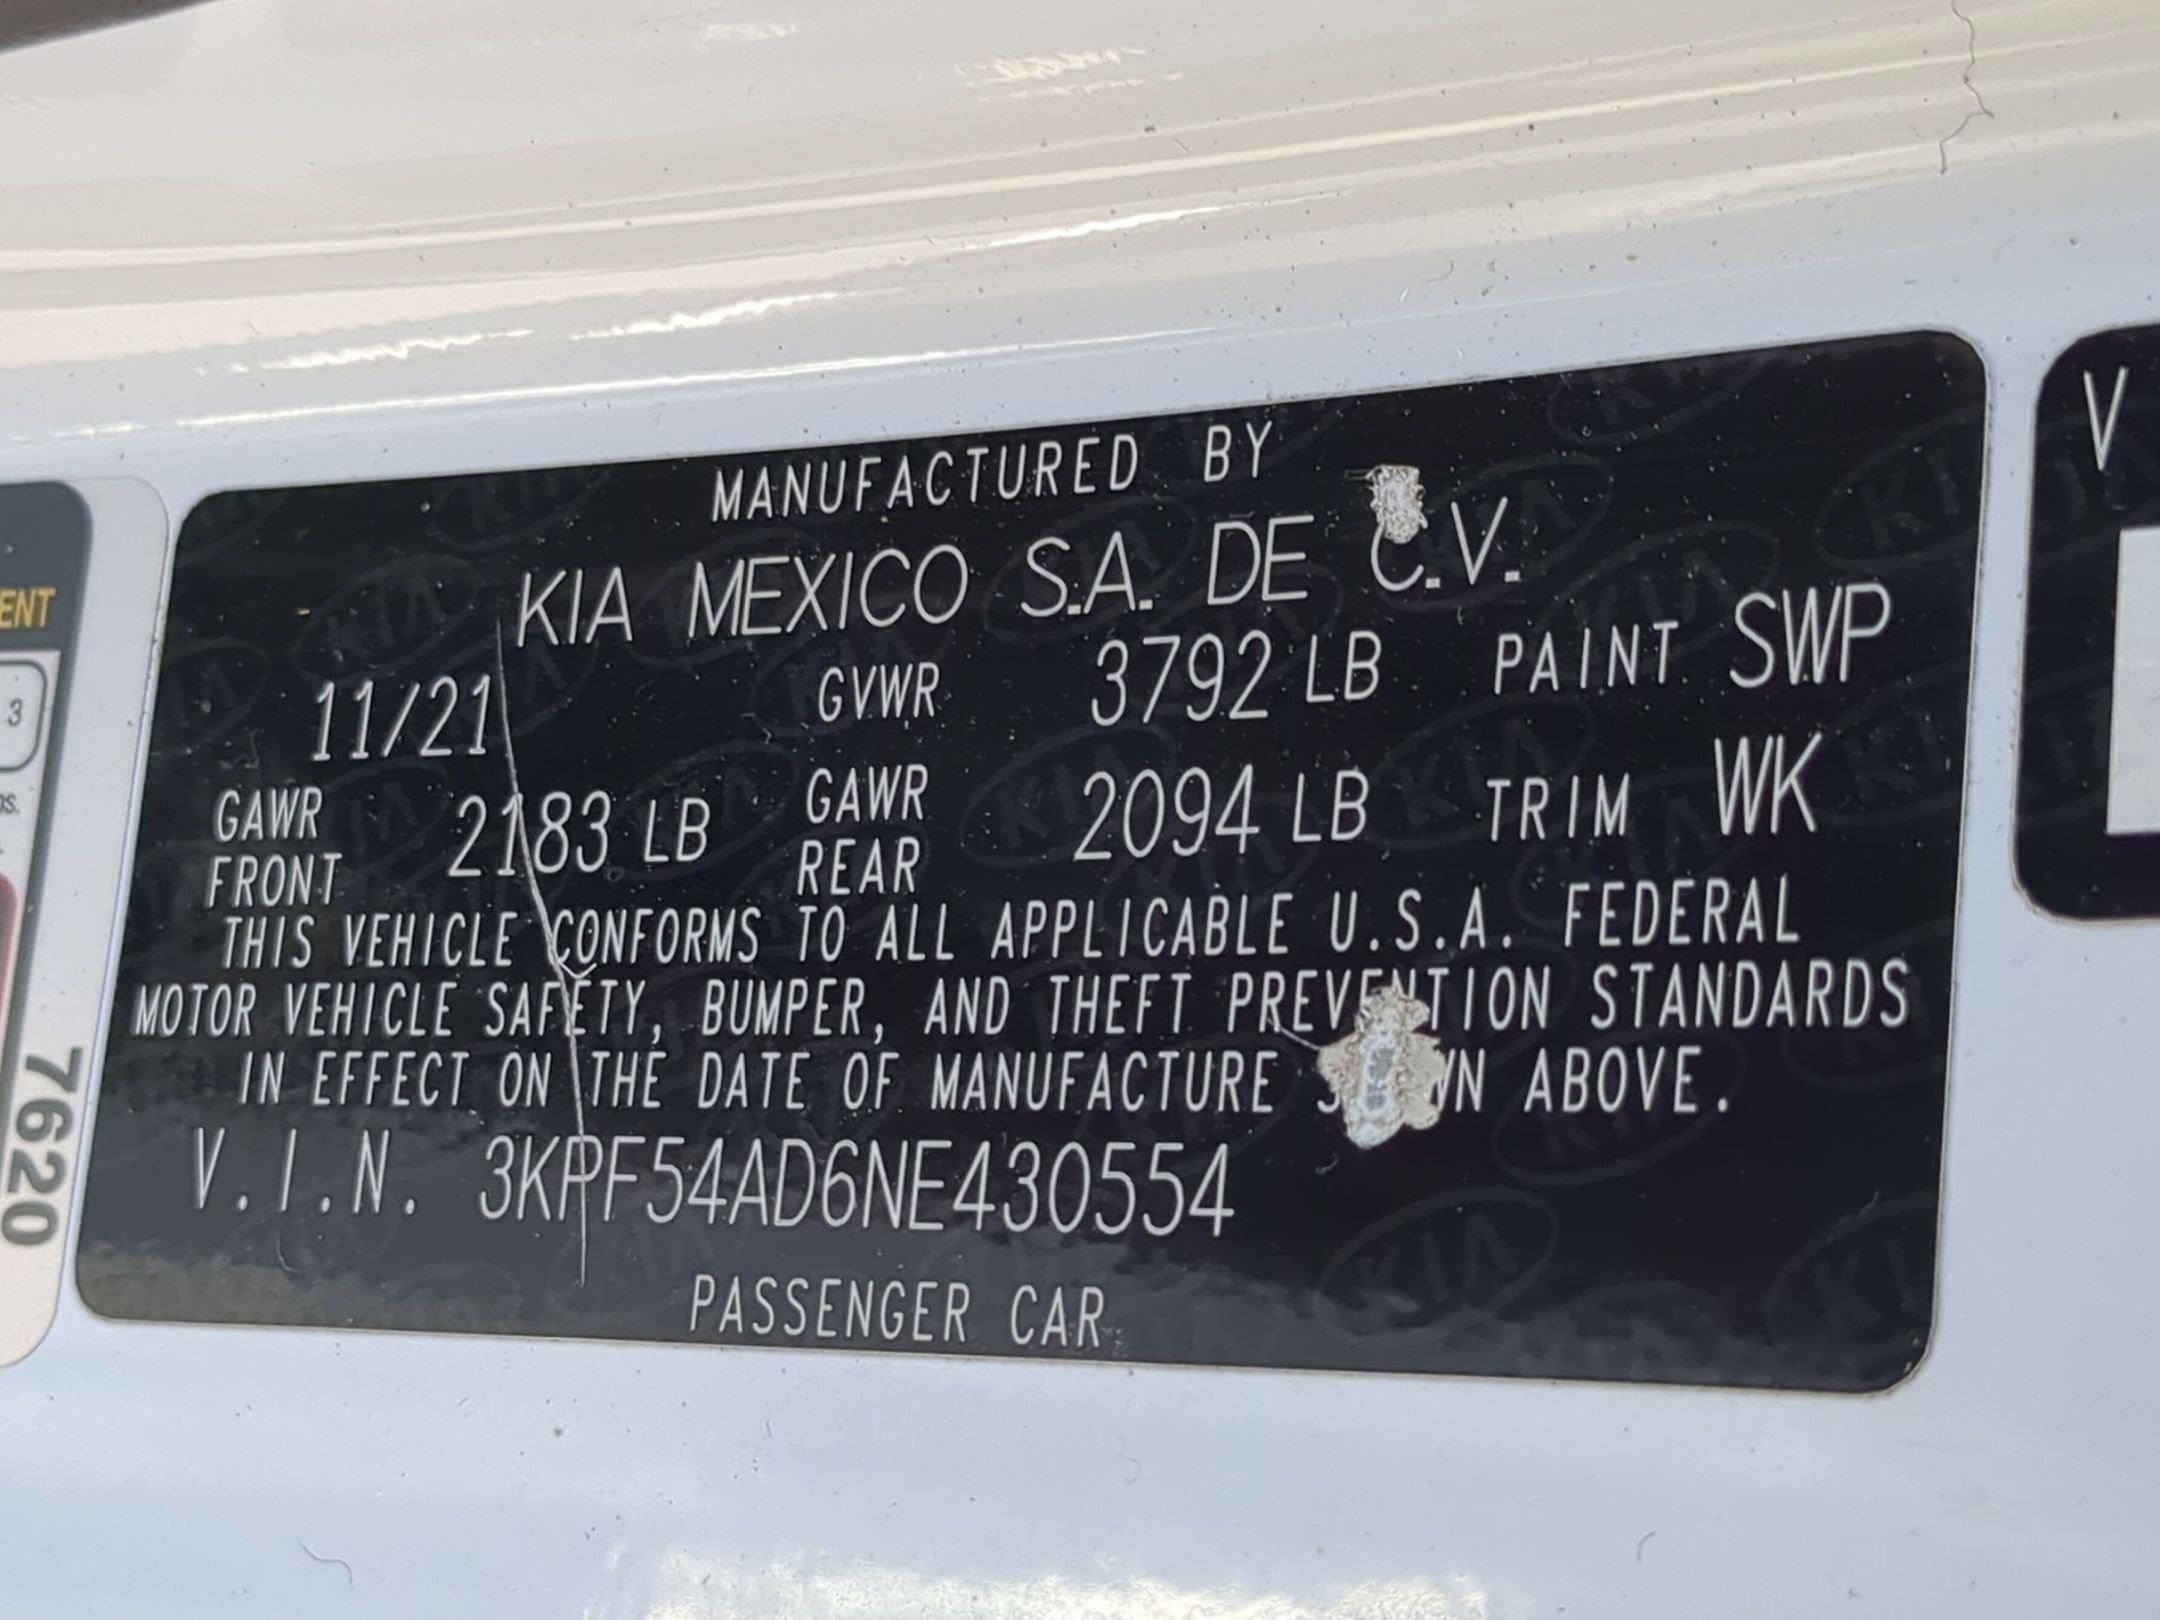 MANUFACTURED BY
KIA MEXICO S.A. DE C.V.
11/21 GVWR 3792 LB PAINT SWP
GAWR FRONT 2183 LB GAWR REAR 2094 LB TRIM WK
THIS VEHICLE CONFORMS TO ALL APPLICABLE U.S.A. FEDERAL
MOTOR VEHICLE SAFETY, BUMPER, AND THEFT PREVENTION STANDARDS
IN EFFECT ON THE DATE OF MANUFACTURE ABOVE.
V.I.N. 3KPF54AD6NE430554
PASSENGER CAR
ENT
3
7620
V